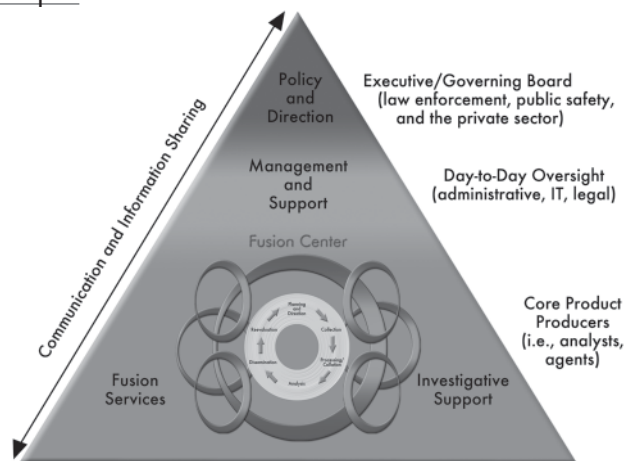 Policy
and
Direction
Executive/Governing Board
(law enforcement, public safety,
and the private sector)
Communication and Information Sharing
Management
and
Support
Day-to-Day Oversight
(administrative, IT, legal)
Fusion Center
Planning
and
Direction
Collection
Processing/
Collation
Analysis
Dissemination
Reevaluation
Core Product
Producers
(i.e., analysts,
agents)
Fusion
Services
Investigative
Support